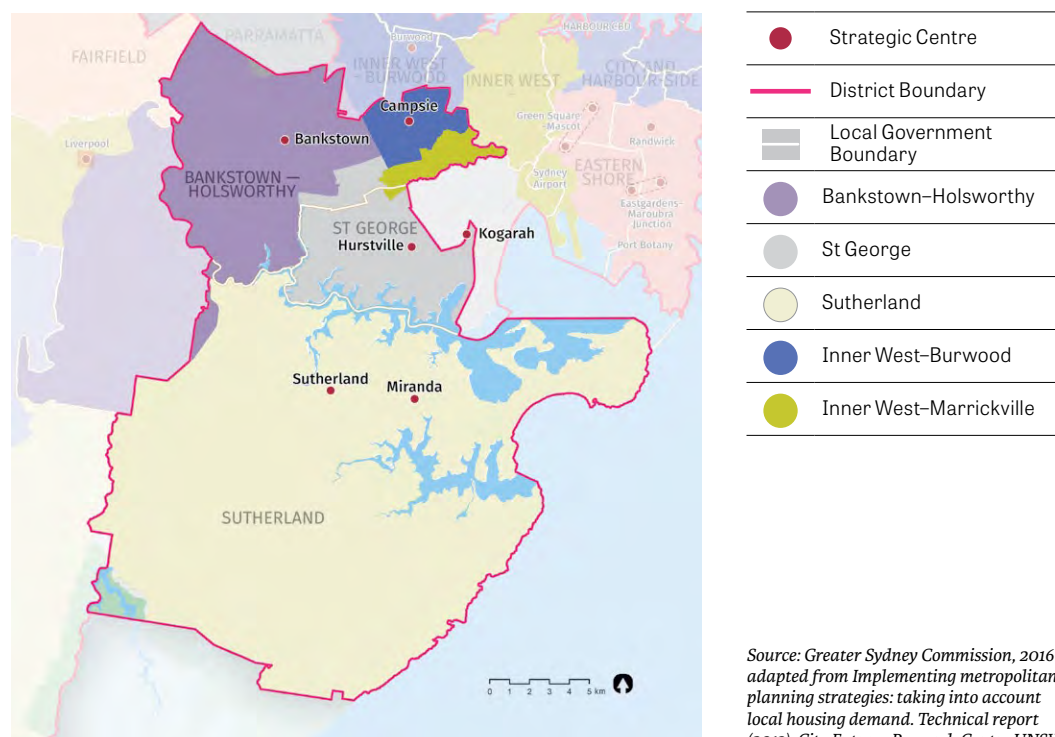 PARRAMATTA
HARBOUR CBD
FAIRFIELD
Burwood
INNER WEST
– BURWOOD
INNER WEST
CITY AND
HARBOUR-SIDE
Campsie
Green Square
-Mascot
Liverpool
Bankstown
Randwick
BANKSTOWN —
HOLSWORTHY
EASTERN
SHORE
Sydney
Airport
Eastgardens-
Maroubra
Junction
ST GEORGE
Hurstville
Kogarah
Port Botany
Sutherland
Miranda
SUTHERLAND
0 1 2 3 4 5 km
Strategic Centre
District Boundary
Local Government
Boundary
Bankstown–Holsworthy
St George
Sutherland
Inner West–Burwood
Inner West–Marrickville
Source: Greater Sydney Commission, 2016
adapted from Implementing metropolitan
planning strategies: taking into account
local housing demand. Technical report